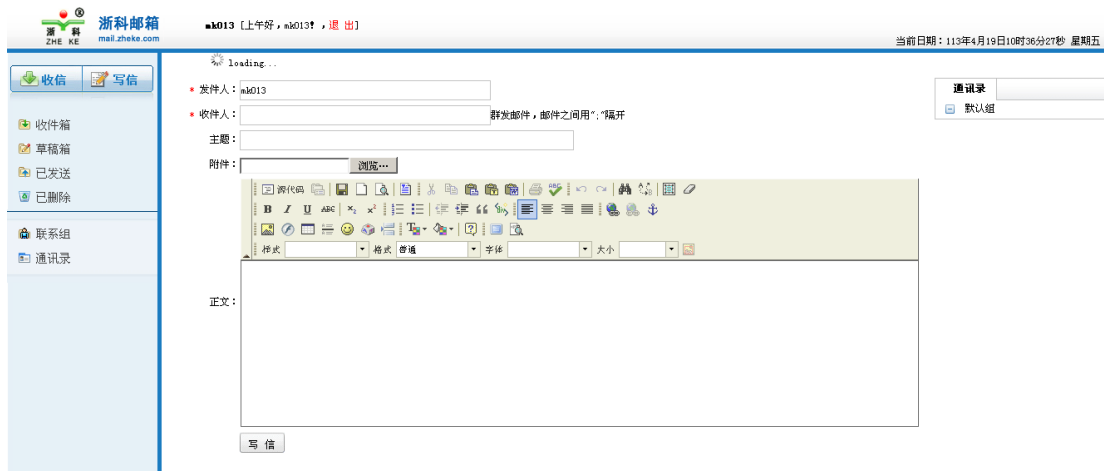 浙 科
ZHE KE
®
浙科邮箱
mail.zheke.com
mk013 [上午好，mk013! ，退 出]
当前日期：113年4月19日10时36分27秒 星期五
收信 写信
收件箱
草稿箱
已发送
已删除
联系组
通讯录
loading...
* 发件人：mk013
* 收件人： 群发邮件，邮件之间用";"隔开
主题：
附件： 浏览…
源代码
B I U ABC x₂ x²
样式 格式 普通 字体 大小
正文：
写 信
通讯录
默认组